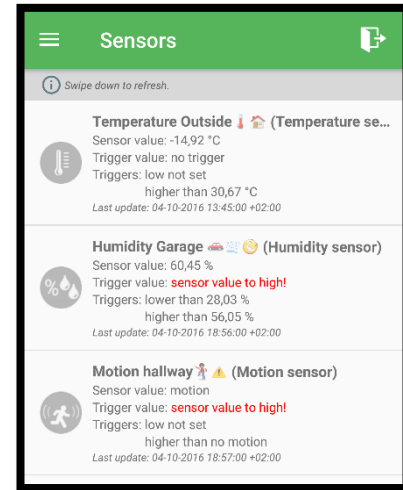 Sensors
Swipe down to refresh.
Temperature Outside🌡️🏠 (Temperature se...
Sensor value: -14,92 °C
Trigger value: no trigger
Triggers: low not set
higher than 30,67 °C
Last update: 04-10-2016 13:45:00 +02:00
Humidity Garage (Humidity sensor)
Sensor value: 60,45 %
Trigger value: sensor value to high!
Triggers: lower than 28,03 %
higher than 56,05 %
Last update: 04-10-2016 18:56:00 +02:00
Motion hallway (Motion sensor)
Sensor value: motion
Trigger value: sensor value to high!
Triggers: low not set
higher than no motion
Last update: 04-10-2016 18:57:00 +02:00